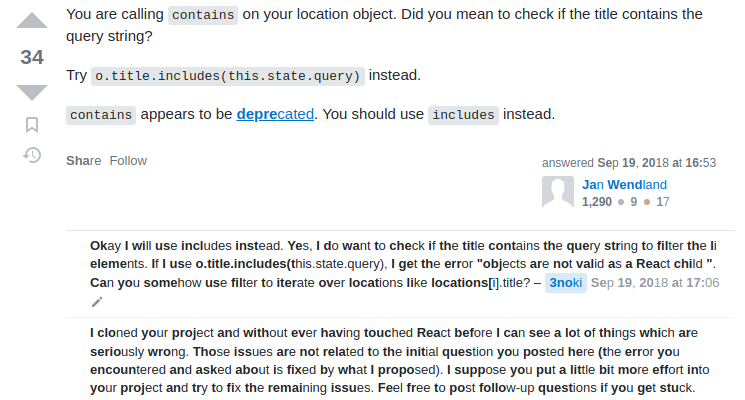 You are calling contains on your location object. Did you mean to check if the title contains the
query string?
34
Try o.title.includes(this.state.query) instead.
contains appears to be deprecated. You should use includes instead.
Share Follow
answered Sep 19, 2018 at 16:53
Jan Wendland
1,290 9 17
Okay I will use includes instead. Yes, I do want to check if the title contains the query string to filter the li
elements. If I use o.title.includes(this.state.query), I get the error "objects are not valid as a React child ".
Can you somehow use filter to iterate over locations like locations[i].title? – 3noki Sep 19, 2018 at 17:06
I cloned your project and without ever having touched React before I can see a lot of things which are
seriously wrong. Those issues are not related to the initial question you posted here (the error you
encountered and asked about is fixed by what I proposed). I suppose you put a little bit more effort into
your project and try to fix the remaining issues. Feel free to post follow-up questions if you get stuck.